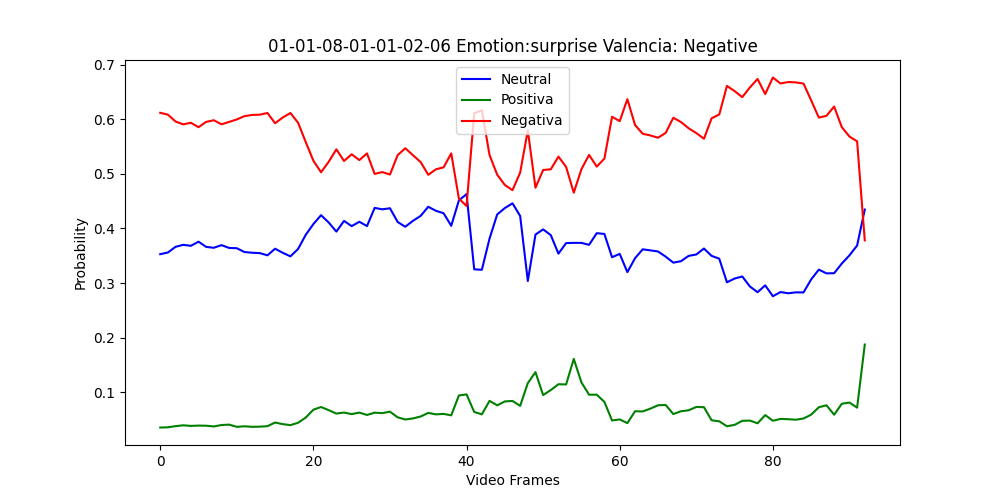 01-01-08-01-01-02-06 Emotion:surprise Valencia: Negative
Neutral
Positiva
Negativa
Probability
0.7
0.6
0.5
0.4
0.3
0.2
0.1
0 20 40 60 80
Video Frames